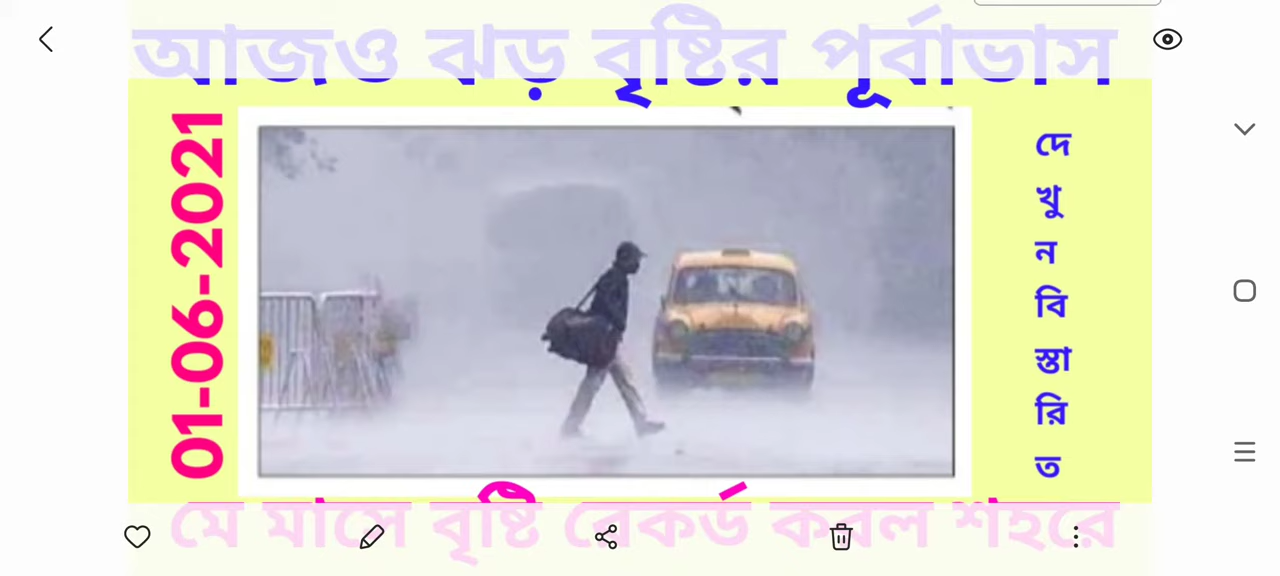 আজও ঝড় বৃষ্টির পূর্বাভাস
01-06-2021
দেখুন বিস্তারিত
মে মাসে বৃষ্টি রেকর্ড করল শহরে